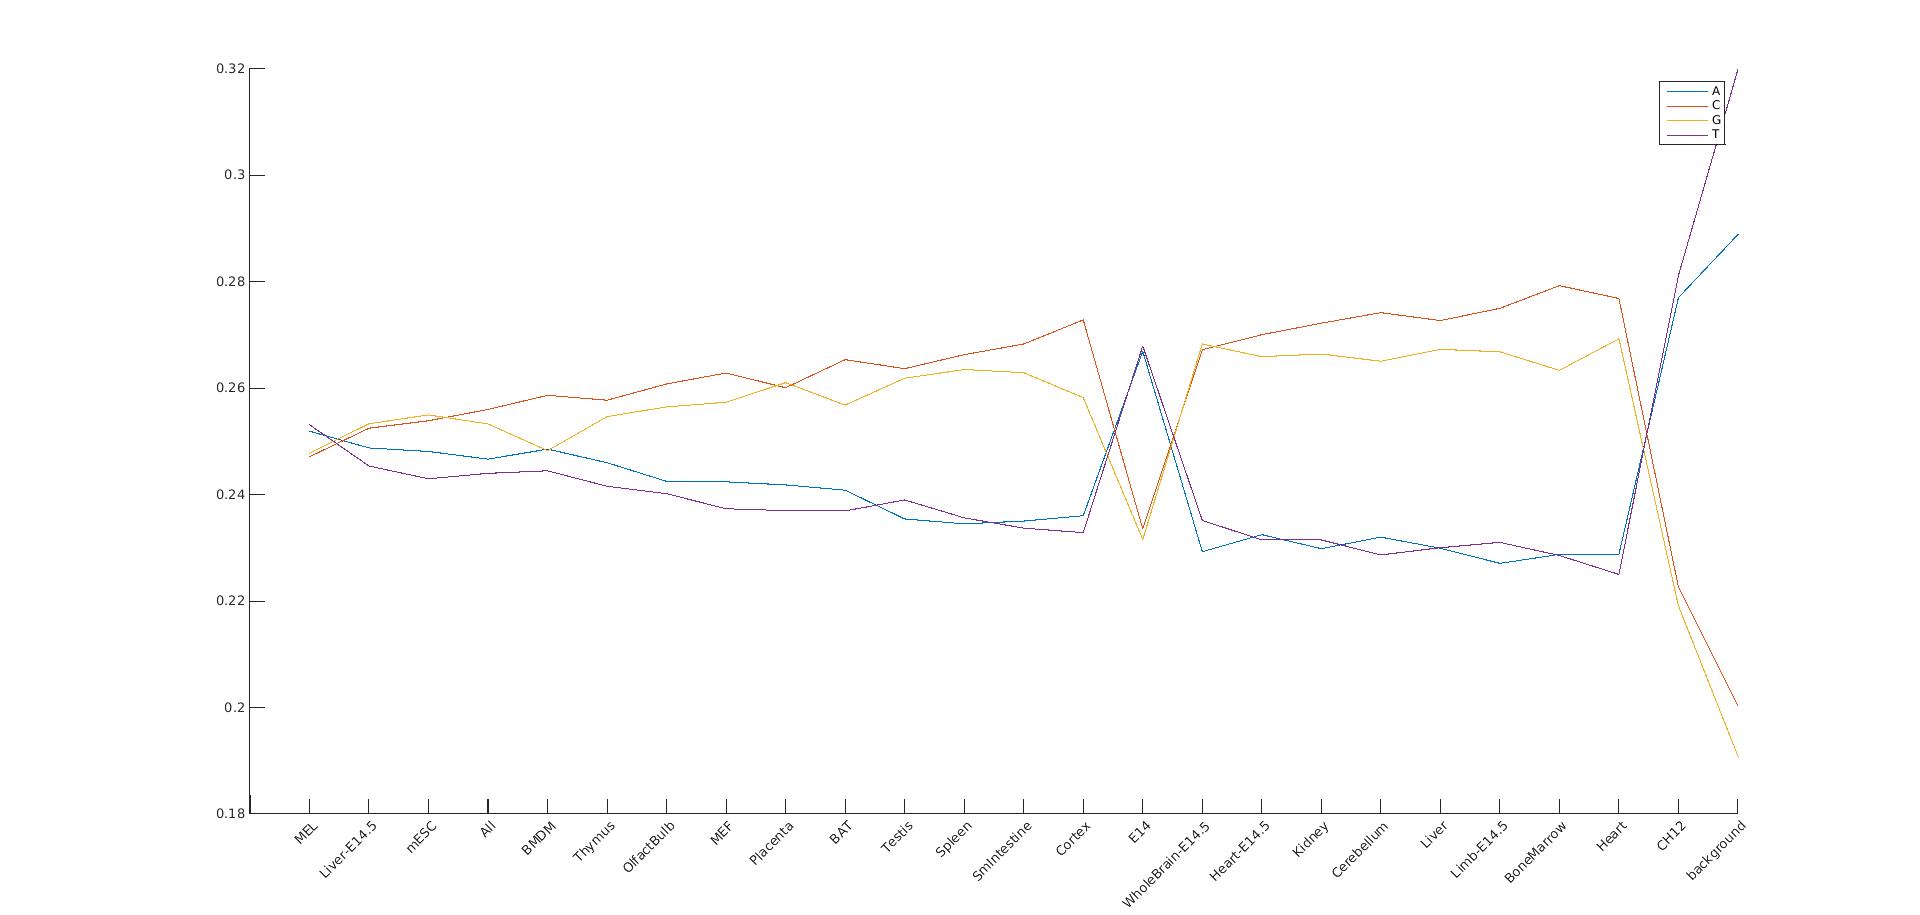 0.32
0.3
0.28
0.26
0.24
0.22
0.2
0.18
A
C
G
T
MEL
Liver-E14.5
mESC
All
BMDM
Thymus
OlfactBulb
MEF
Placenta
BAT
Testis
Spleen
SmIntestine
Cortex
E14
WholeBrain-E14.5
Heart-E14.5
Kidney
Cerebellum
Liver
Limb-E14.5
BoneMarrow
Heart
CH12
background